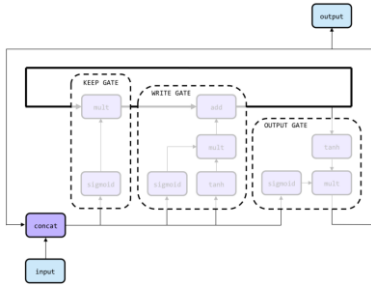 output
KEEP GATE
WRITE GATE
mult
add
OUTPUT GATE
mult
tanh
sigmoid
sigmoid
tanh
sigmoid
mult
concat
input